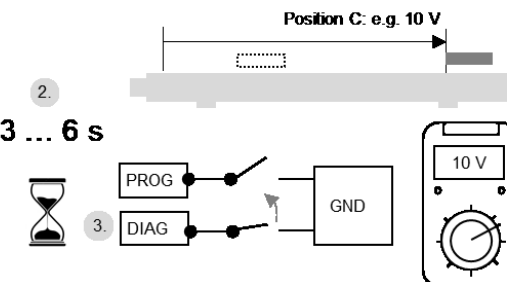 Position C: e.g. 10 V
2.
3 ... 6 s
10 V
PROG
GND
3.
DIAG